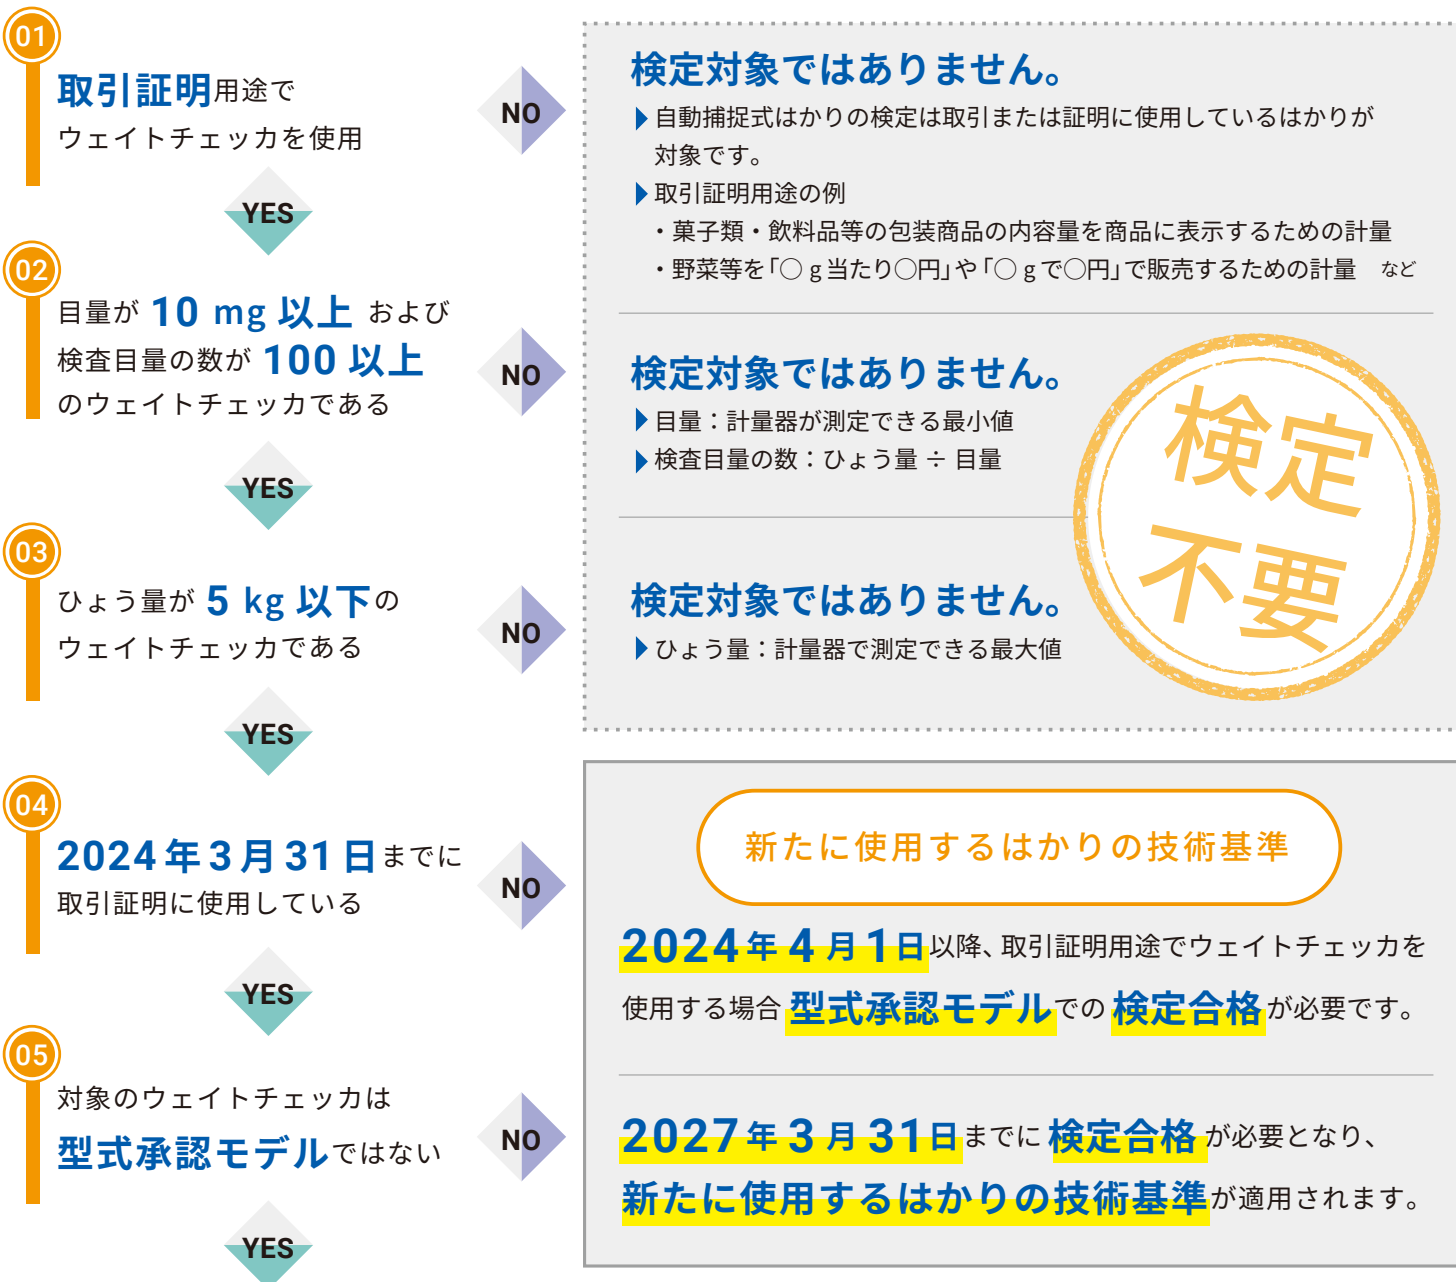 01
取引証明用途で
ウェイトチェッカを使用
NO
検定対象ではありません。
自動捕捉式はかりの検定は取引または証明に使用しているはかりが
対象です。
取引証明用途の例
・菓子類・飲料品等の包装商品の内容量を商品に表示するための計量
・野菜等を「○ g当たり○円」や「○ gで○円」で販売するための計量 など
YES
02
目量が 10 mg 以上 および
検査目量の数が 100 以上
のウェイトチェッカである
NO
検定対象ではありません。
目量：計量器が測定できる最小値
検査目量の数：ひょう量 ÷ 目量
YES
03
ひょう量が 5 kg 以下の
ウェイトチェッカである
NO
検定対象ではありません。
ひょう量：計量器で測定できる最大値
検定
不要
YES
04
2024年3月31日までに
取引証明に使用している
NO
新たに使用するはかりの技術基準
2024年4月1日以降、取引証明用途でウェイトチェッカを
使用する場合 型式承認モデルでの 検定合格が必要です。
YES
05
対象のウェイトチェッカは
型式承認モデルではない
NO
2027年3月31日までに 検定合格 が必要となり、
新たに使用するはかりの技術基準が適用されます。
YES